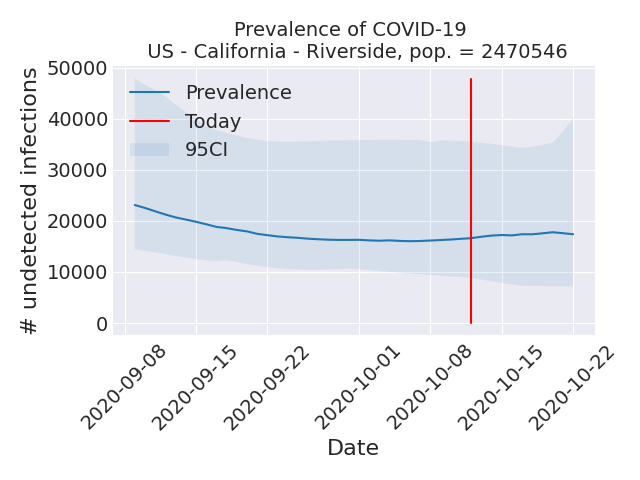 Prevalence of COVID-19
US - California - Riverside, pop. = 2470546
# undetected infections
50000
40000
30000
20000
10000
0
Prevalence
Today
95CI
2020-09-08
2020-09-15
2020-09-22
2020-10-01
2020-10-08
2020-10-15
2020-10-22
Date